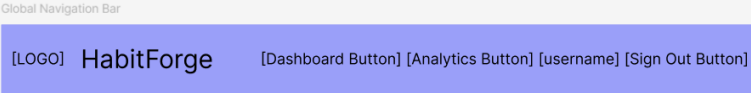 Global Navigation Bar
[LOGO] HabitForge [Dashboard Button] [Analytics Button] [username] [Sign Out Button]